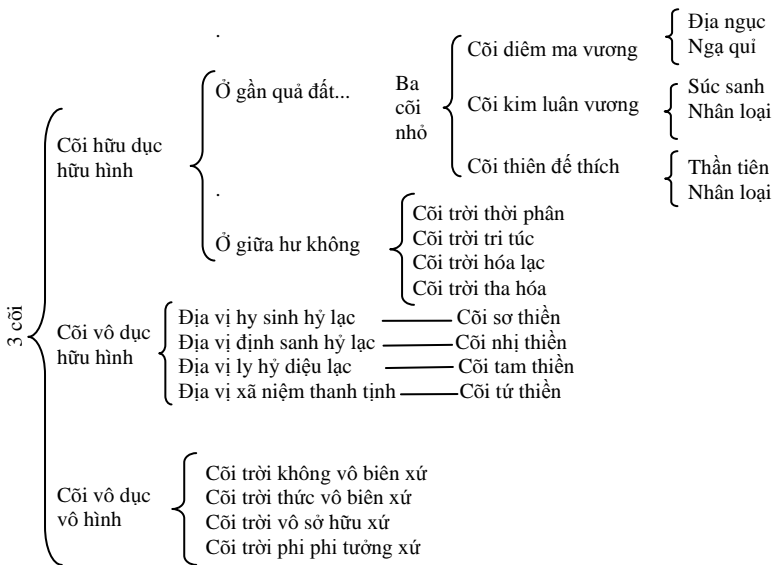 3 cõi
Cõi hữu dục
hữu hình
.
Ở gần quả đất...
Ba
cõi
nhỏ
Cõi diêm ma vương
Địa ngục
Ngạ quỉ
Cõi kim luân vương
Súc sanh
Nhân loại
Cõi thiên đế thích
Thần tiên
Nhân loại
.
Ở giữa hư không
Cõi trời thời phân
Cõi trời tri túc
Cõi trời hóa lạc
Cõi trời tha hóa
Cõi vô dục
hữu hình
Địa vị hy sinh hỷ lạc Cõi sơ thiền
Địa vị định sanh hỷ lạc Cõi nhị thiền
Địa vị ly hỷ diệu lạc Cõi tam thiền
Địa vị xã niệm thanh tịnh Cõi tứ thiền
Cõi vô dục
vô hình
Cõi trời không vô biên xứ
Cõi trời thức vô biên xứ
Cõi trời vô sở hữu xứ
Cõi trời phi phi tưởng xứ